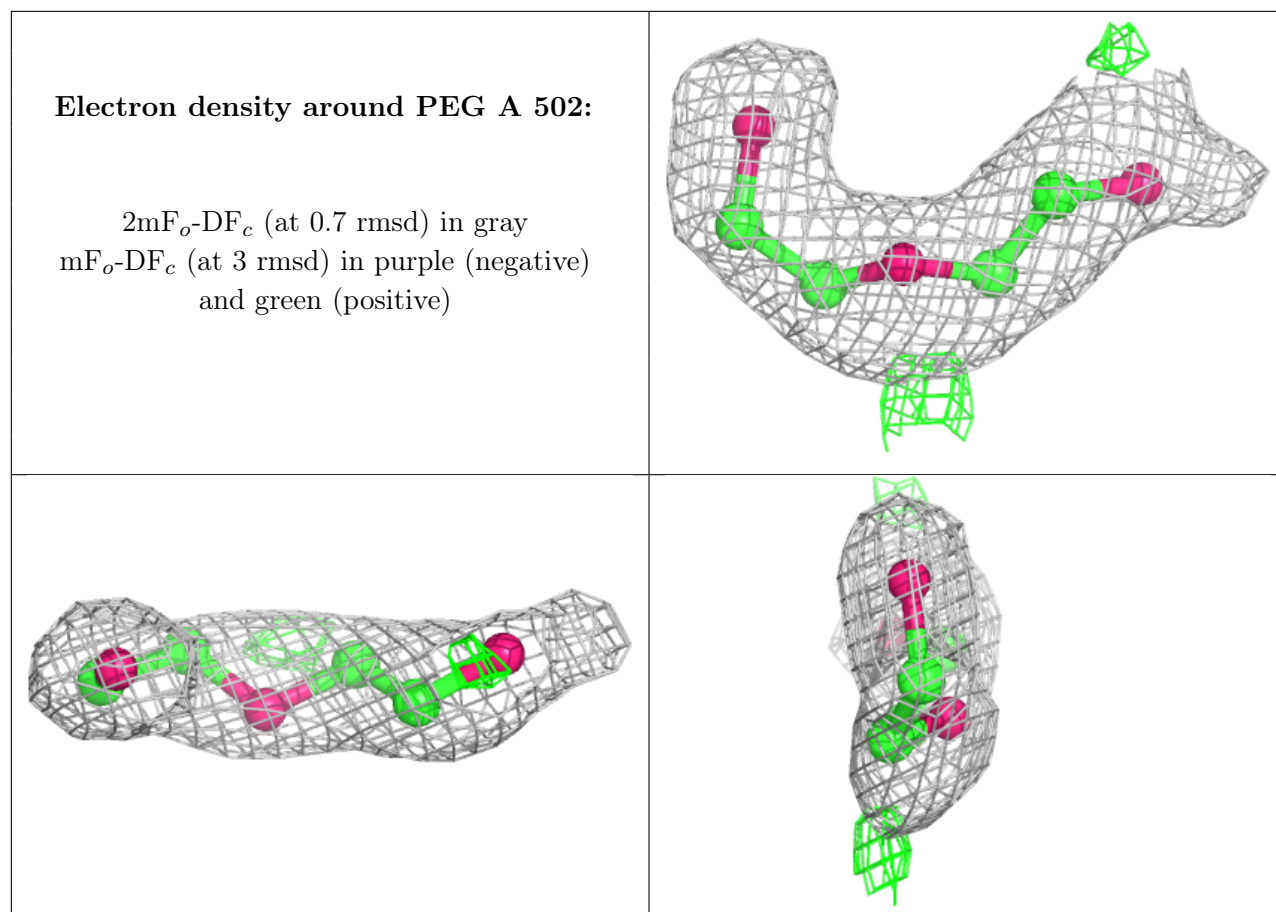 Electron density around PEG A 502:
2mFo-DFc (at 0.7 rmsd) in gray
mFo-DFc (at 3 rmsd) in purple (negative)
and green (positive)